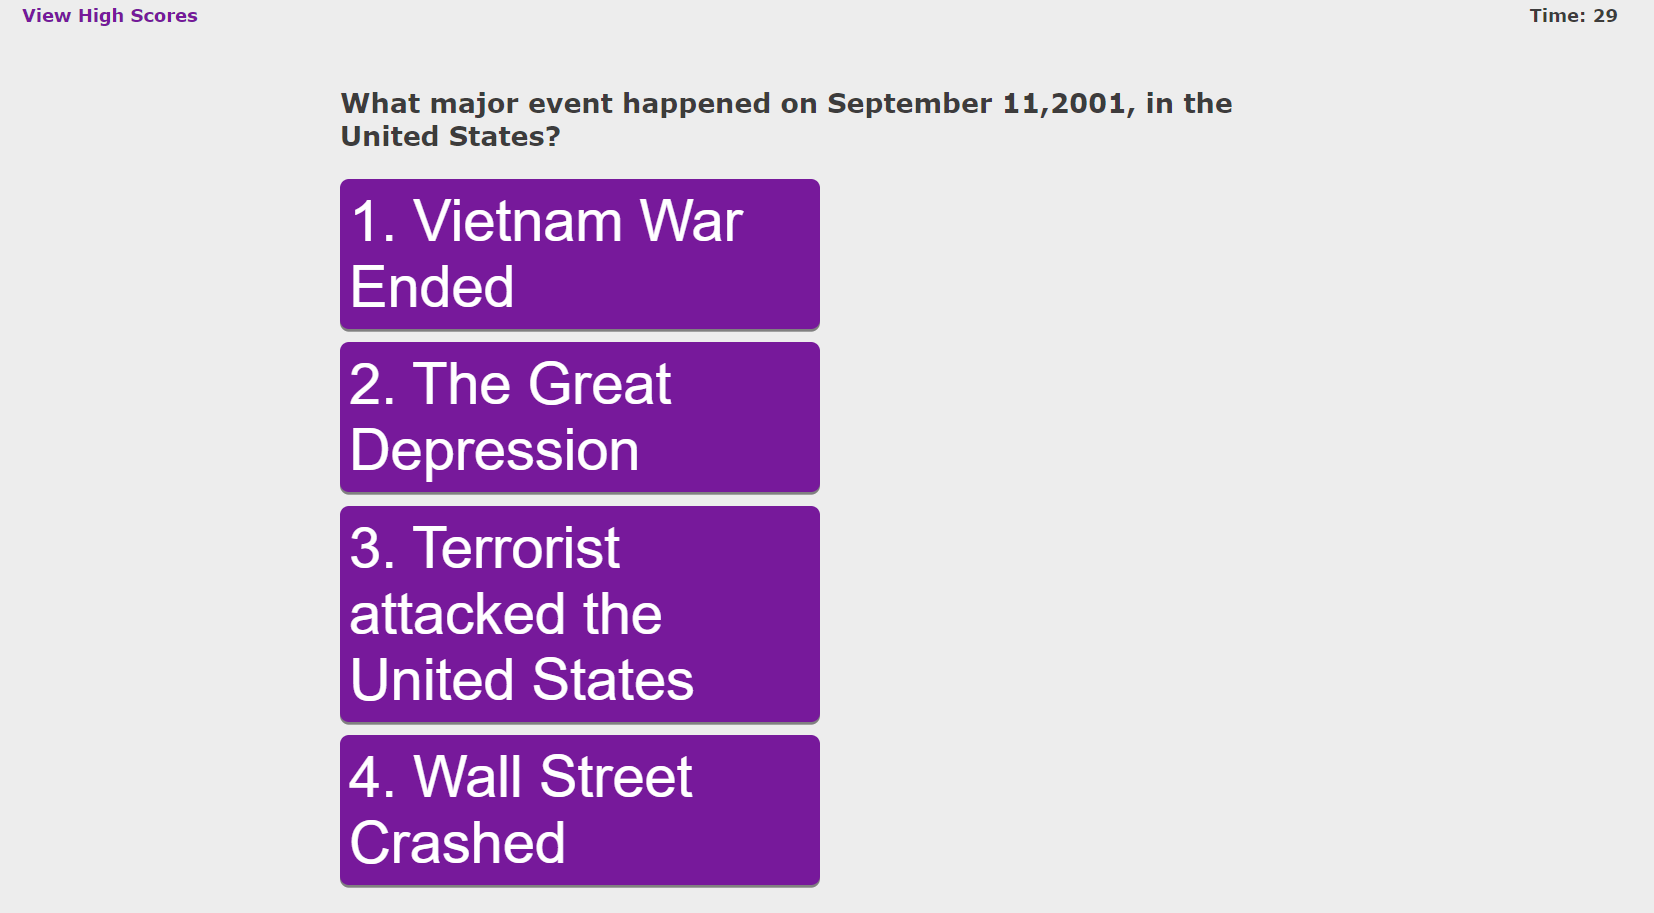 View High Scores
Time: 29
What major event happened on September 11,2001, in the
United States?
1. Vietnam War
Ended
2. The Great
Depression
3. Terrorist
attacked the
United States
4. Wall Street
Crashed